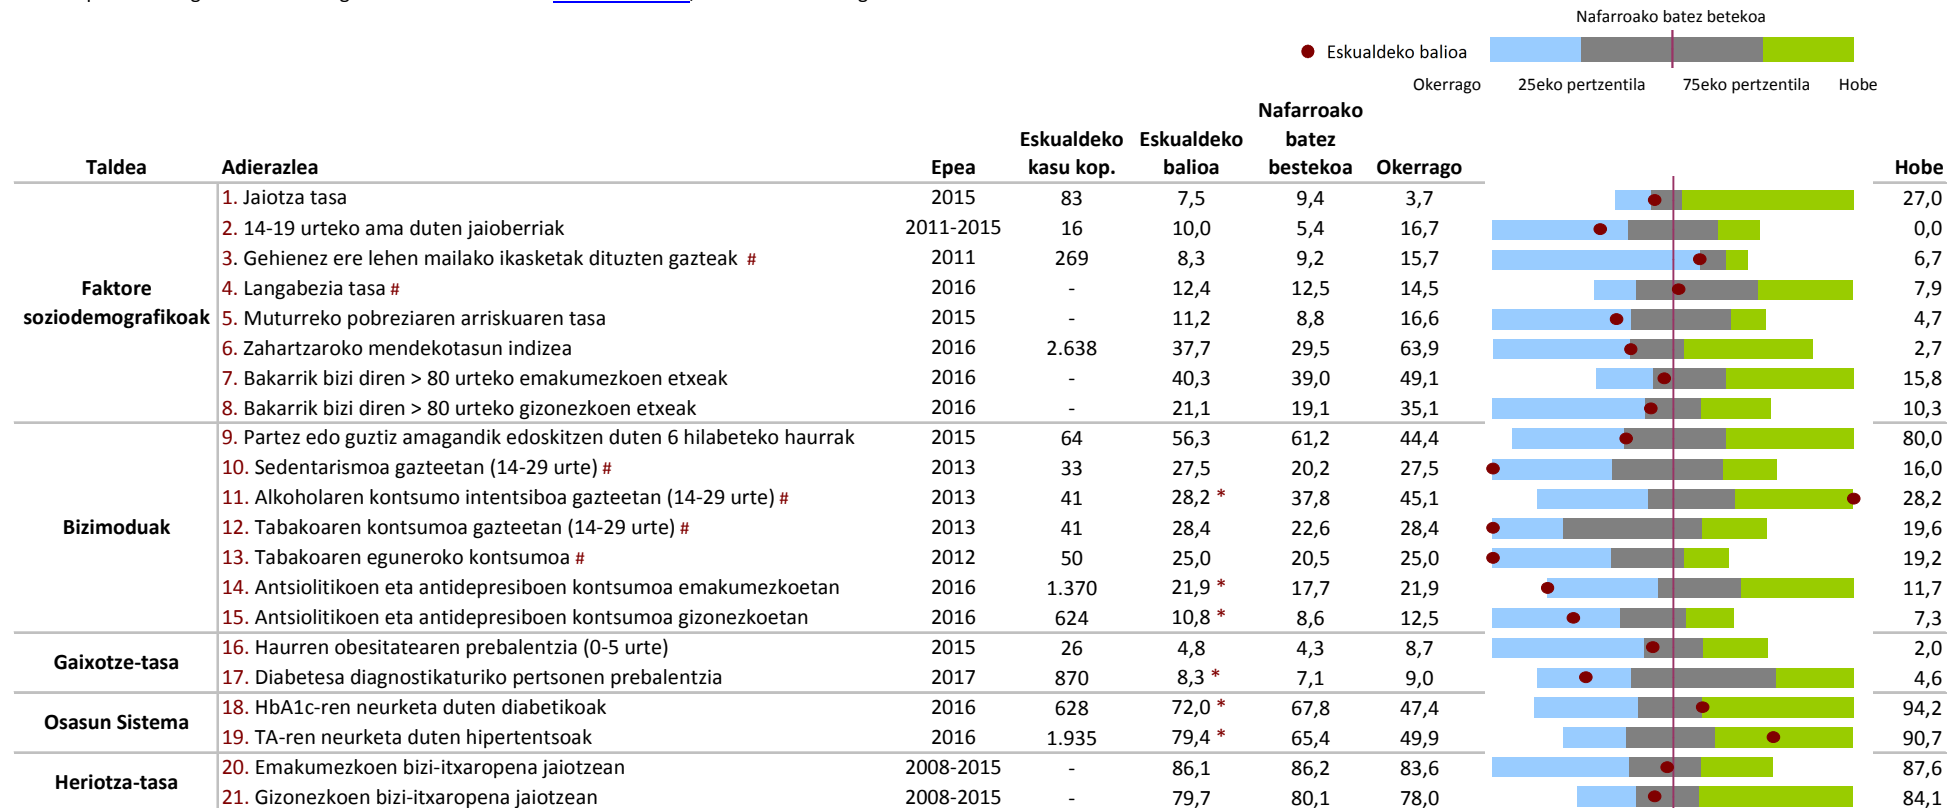 Nafarroako batez betekoa
Eskualdeko balioa
Okerrago 25eko pertzentila 75eko pertzentila Hobe
Taldea Adierazlea Epea Eskualdeko kasu kop. Eskualdeko balioa Nafarroako batez bestekoa Okerrago Hobe
Faktore soziodemografikoak
1. Jaiotza tasa 2015 83 7,5 9,4 3,7 27,0
2. 14-19 urteko ama duten jaioberriak 2011-2015 16 10,0 5,4 16,7 0,0
3. Gehienez ere lehen mailako ikasketak dituzten gazteak # 2011 269 8,3 9,2 15,7 6,7
4. Langabezia tasa # 2016 - 12,4 12,5 14,5 7,9
5. Muturreko pobreziaren arriskuaren tasa 2015 - 11,2 8,8 16,6 4,7
6. Zahartzaroko mendekotasun indizea 2016 2.638 37,7 29,5 63,9 2,7
7. Bakarrik bizi diren > 80 urteko emakumezkoen etxeak 2016 - 40,3 39,0 49,1 15,8
8. Bakarrik bizi diren > 80 urteko gizonezkoen etxeak 2016 - 21,1 19,1 35,1 10,3
Bizimoduak
9. Partez edo guztiz amagandik edoskitzen duten 6 hilabeteko haurrak 2015 64 56,3 61,2 44,4 80,0
10. Sedentarismoa gazteetan (14-29 urte) # 2013 33 27,5 20,2 27,5 16,0
11. Alkoholaren kontsumo intentsiboa gazteetan (14-29 urte) # 2013 41 28,2 * 37,8 45,1 28,2
12. Tabakoaren kontsumoa gazteetan (14-29 urte) # 2013 41 28,4 22,6 28,4 19,6
13. Tabakoaren eguneroko kontsumoa # 2012 50 25,0 20,5 25,0 19,2
14. Antsiolitikoen eta antidepresiboen kontsumoa emakumezkoetan 2016 1.370 21,9 * 17,7 21,9 11,7
15. Antsiolitikoen eta antidepresiboen kontsumoa gizonezkoetan 2016 624 10,8 * 8,6 12,5 7,3
Gaixotze-tasa
16. Haurren obesitatearen prebalentzia (0-5 urte) 2015 26 4,8 4,3 8,7 2,0
17. Diabetesa diagnostikaturiko pertsonen prebalentzia 2017 870 8,3 * 7,1 9,0 4,6
Osasun Sistema
18. HbA1c-ren neurketa duten diabetikoak 2016 628 72,0 * 67,8 47,4 94,2
19. TA-ren neurketa duten hipertentsoak 2016 1.935 79,4 * 65,4 49,9 90,7
Heriotza-tasa
20. Emakumezkoen bizi-itxaropena jaiotzean 2008-2015 - 86,1 86,2 83,6 87,6
21. Gizonezkoen bizi-itxaropena jaiotzean 2008-2015 - 79,7 80,1 78,0 84,1